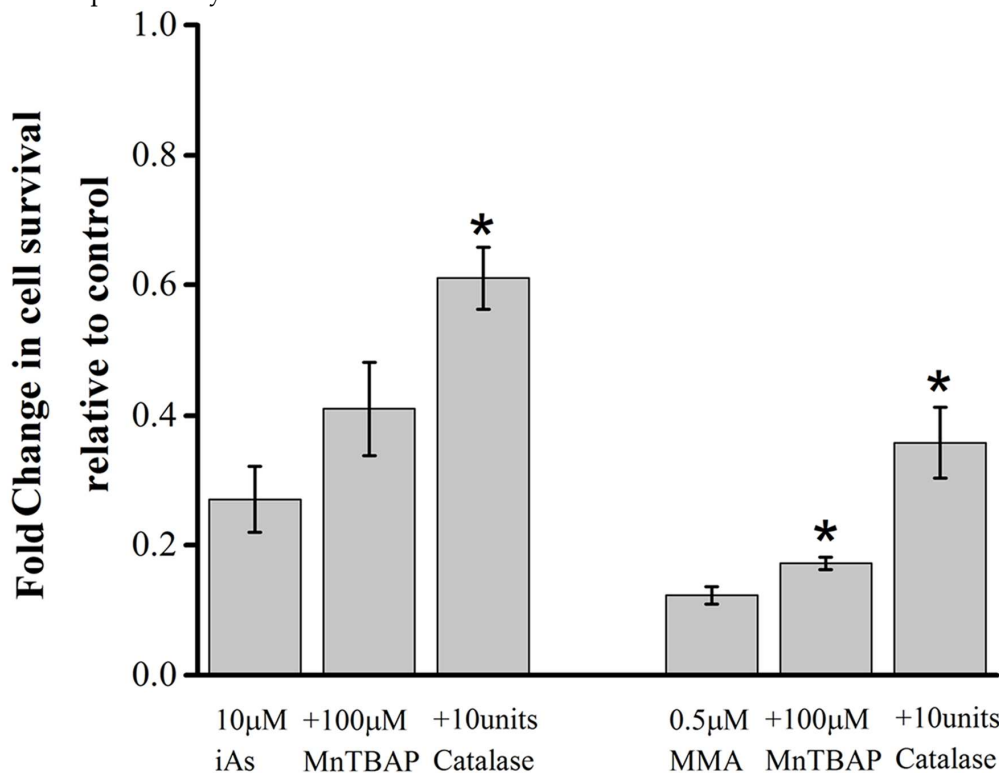 Fold Change in cell survival
relative to control
1.0
0.8
0.6
0.4
0.2
0.0
*
*
*
10μM +100μM +10units
iAs MnTBAP Catalase
0.5μM +100μM +10units
MMA MnTBAP Catalase